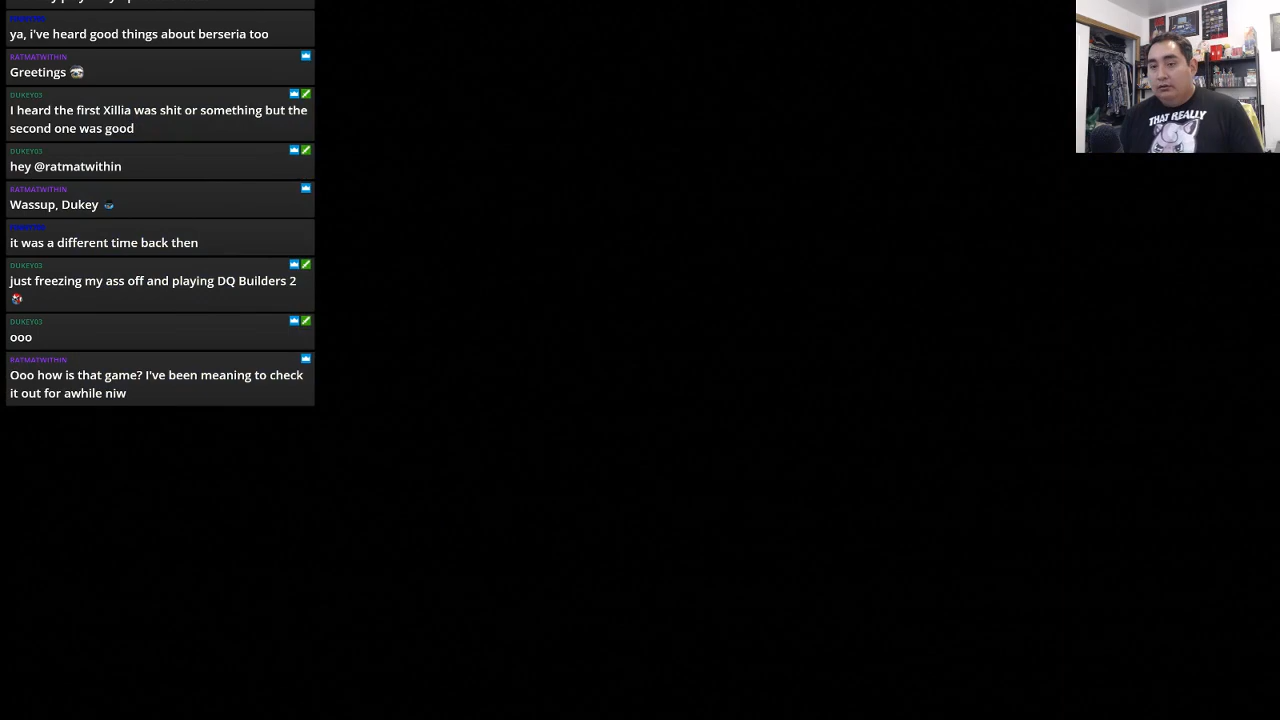 ya, i've heard good things about berseria too
RATMATWITHIN
Greetings
DUKEY03
I heard the first Xillia was shit or something but the
second one was good
DUKEY03
hey @ratmatwithin
RATMATWITHIN
Wassup, Dukey
it was a different time back then
DUKEY03
just freezing my ass off and playing DQ Builders 2
DUKEY03
ooo
RATMATWITHIN
Ooo how is that game? I've been meaning to check
it out for awhile niw
THAT REALLY